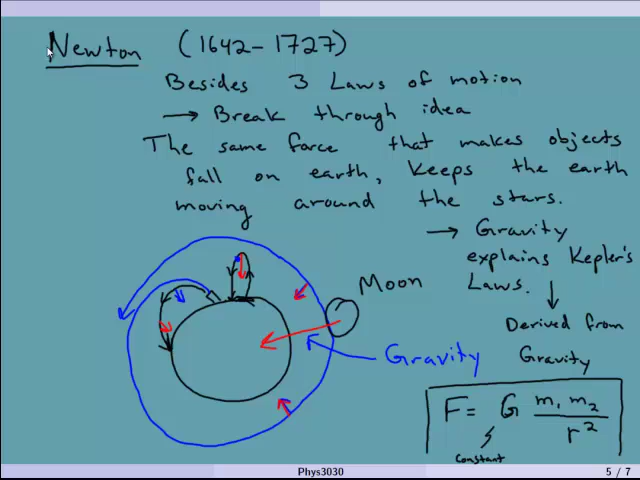 Newton (1642-1727)
Besides 3 Laws of motion
→ Break through idea
The same force that makes objects
fall on earth, keeps the earth
moving around the stars.
→ Gravity
explains Kepler's
Laws.
Moon
Derived from
Gravity
Gravity
F = G m₁ m₂ / r²
constant
Phys3030
5 / 7